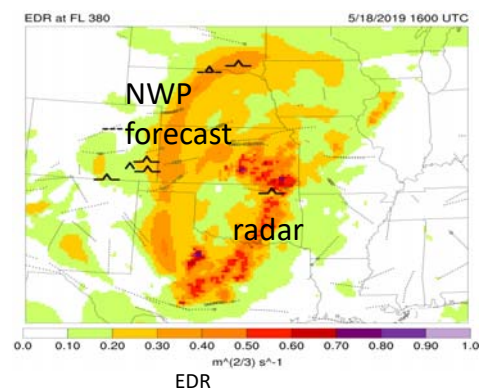 EDR at FL 380 5/18/2019 1600 UTC
NWP
forecast
radar
0.0 0.10 0.20 0.30 0.40 0.50 0.60 0.70 0.80 0.90 1.0
m^(2/3) s^-1
EDR